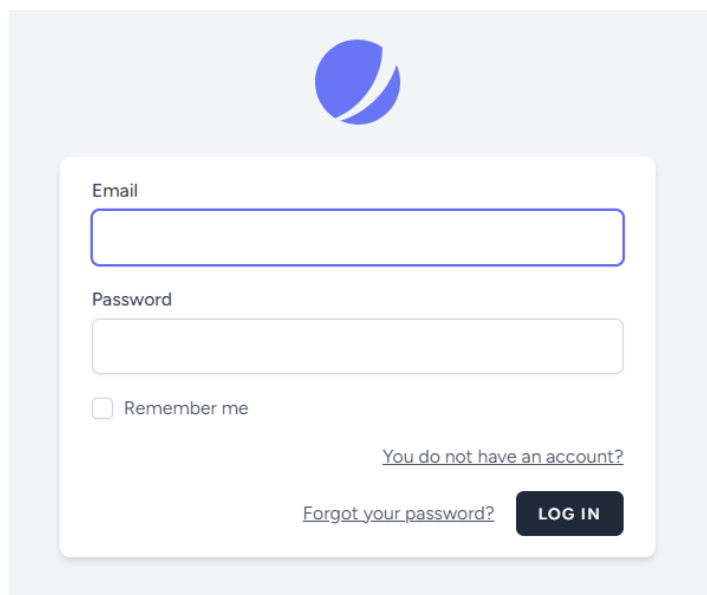 Email
Password
Remember me
You do not have an account?
Forgot your password? LOG IN